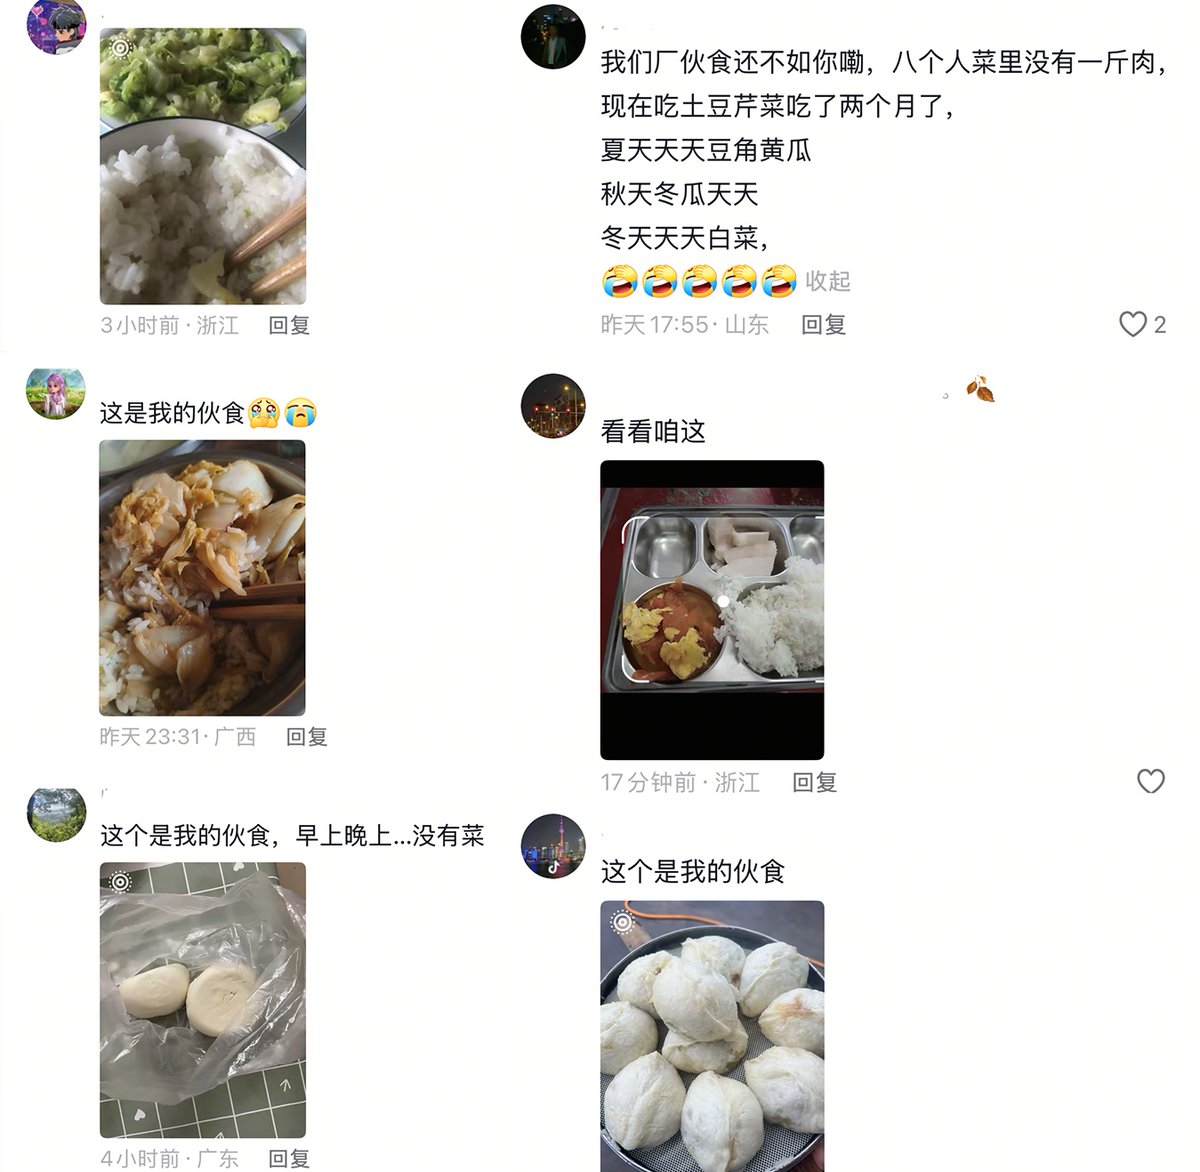 3小时前·浙江 回复
这是我的伙食🥺😭
昨天23:31·广西 回复
这个是我的伙食，早上晚上...没有菜
4小时前·广东 回复
我们厂伙食还不如你嘞，八个人菜里没有一斤肉，
现在吃土豆芹菜吃了两个月了，
夏天天天豆角黄瓜
秋天冬瓜天天
冬天天天白菜，
😂😂😂😂😂 收起
昨天17:55·山东 回复 2
🍂
看看咱这
17分钟前·浙江 回复
这个是我的伙食